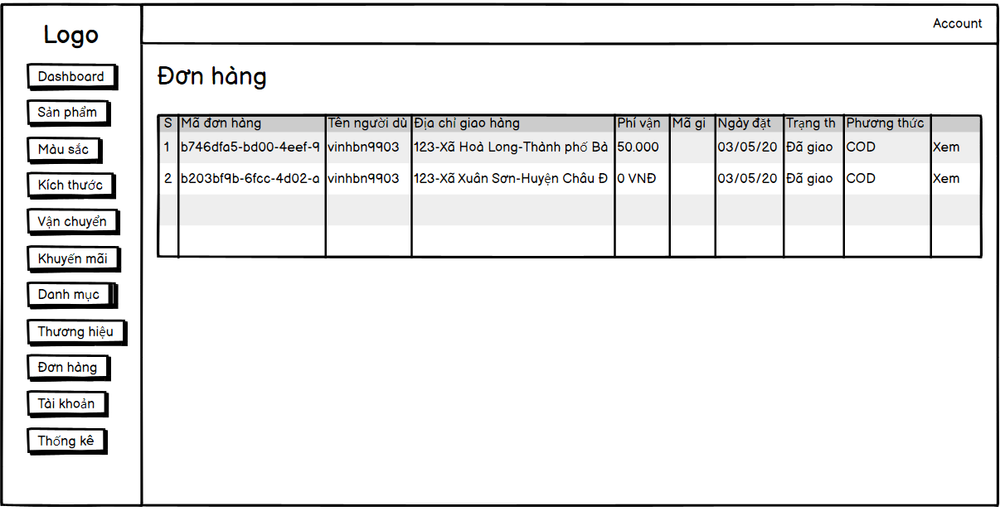 Logo
Account
Dashboard
Sản phẩm
Màu sắc
Kích thước
Vận chuyển
Khuyến mãi
Danh mục
Thương hiệu
Đơn hàng
Tài khoản
Thống kê
Đơn hàng
S Mã đơn hàng Tên người dù Địa chỉ giao hàng Phí vận Mã gi Ngày đặt Trạng th Phương thức
1 b746dfa5-bd00-4eef-9 vinhbn9903 123-Xã Hoà Long-Thành phố Bà 50.000 03/05/20 Đã giao COD Xem
2 b203bf9b-6fcc-4d02-a vinhbn9903 123-Xã Xuân Sơn-Huyện Châu Đ 0 VNĐ 03/05/20 Đã giao COD Xem